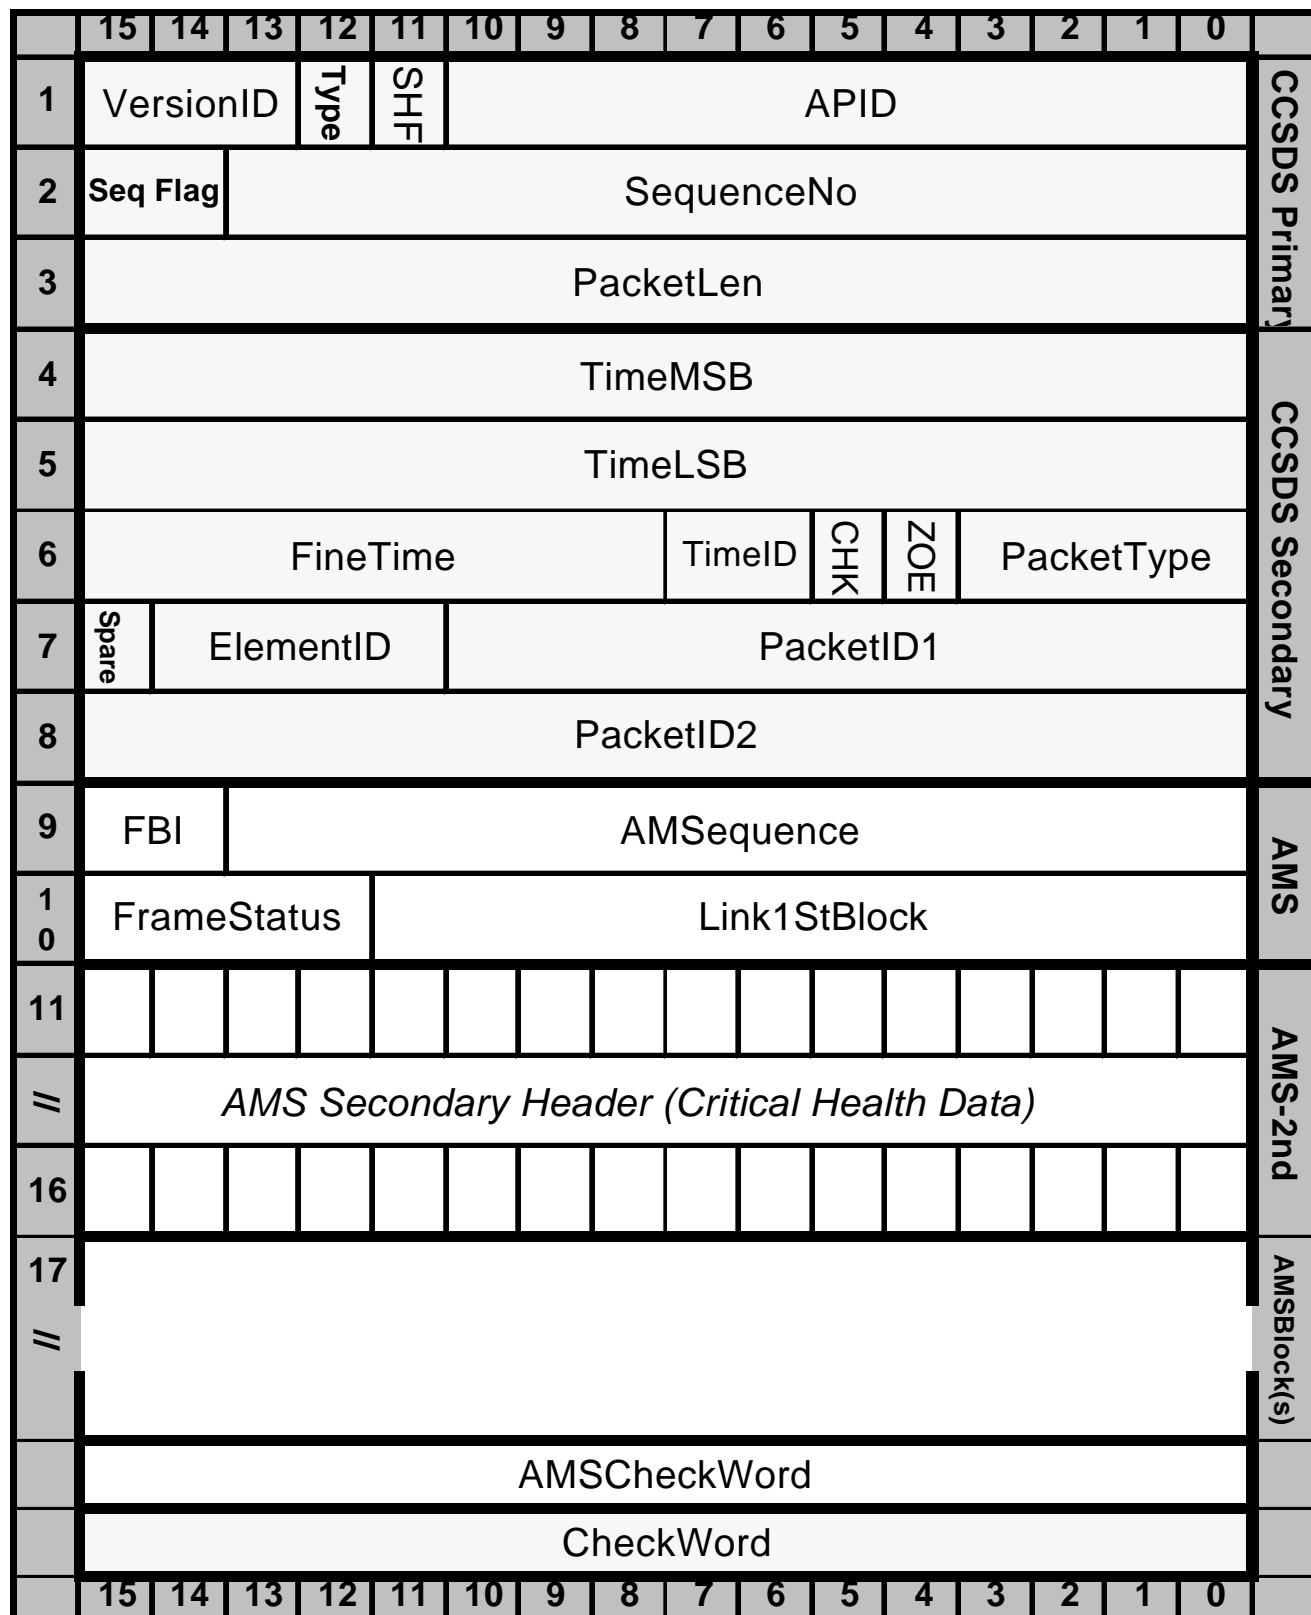 15 14 13 12 11 10 9 8 7 6 5 4 3 2 1 0
1 VersionID Type SHF APID
CCSDS Primary
2 Seq Flag SequenceNo
3 PacketLen
4 TimeMSB
CCSDS Secondary
5 TimeLSB
6 FineTime TimeID CHK ZOE PacketType
7 Spare ElementID PacketID1
8 PacketID2
9 FBI AMSequence
AMS
10 FrameStatus Link1StBlock
11
AMS-2nd
// AMS Secondary Header (Critical Health Data)
16
17
AMSBlock(s)
//
AMSCheckWord
CheckWord
15 14 13 12 11 10 9 8 7 6 5 4 3 2 1 0